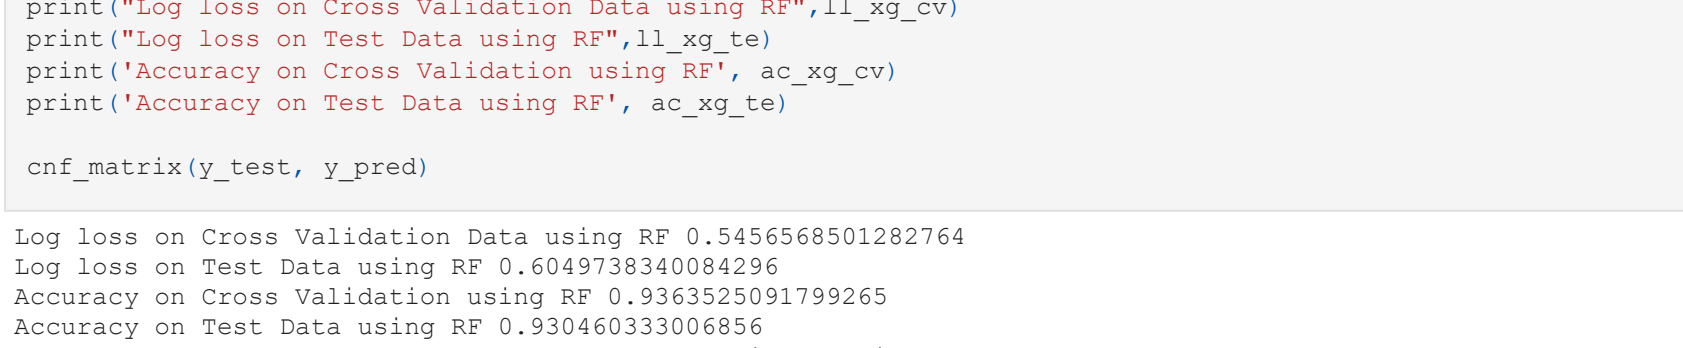 print("Log loss on Cross Validation Data using RF",ll_xg_cv)
print("Log loss on Test Data using RF",ll_xg_te)
print('Accuracy on Cross Validation using RF', ac_xg_cv)
print('Accuracy on Test Data using RF', ac_xg_te)
cnf_matrix(y_test, y_pred)
Log loss on Cross Validation Data using RF 0.5456568501282764
Log loss on Test Data using RF 0.6049738340084296
Accuracy on Cross Validation using RF 0.9363525091799265
Accuracy on Test Data using RF 0.930460333006856